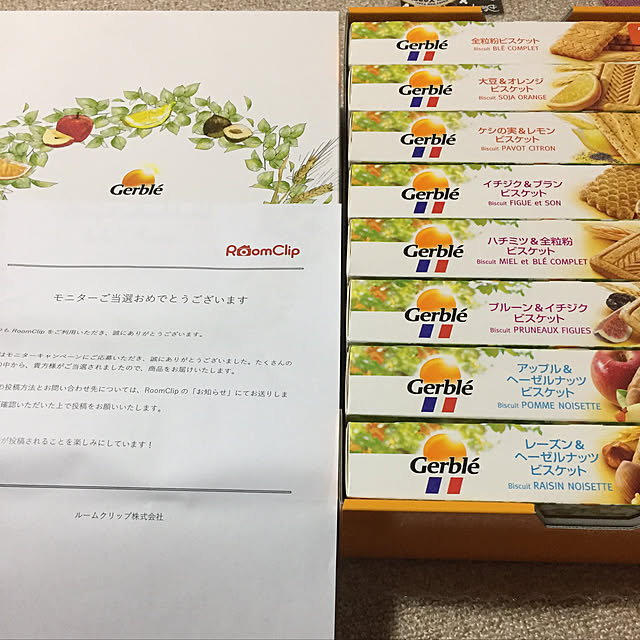 Gerblé
RoomClip
モニターご当選おめでとうございます
も RoomClip をご利用いただき、誠にありがとうございます。
はモニターキャンペーンにご応募いただき、誠にありがとうございました。たくさんの
の中から、貴方様がご当選されましたので、商品をお届けいたします。
の投稿方法とお問い合わせ先については、RoomClip の「お知らせ」にてお送りしま
ご確認いただいた上で投稿をお願いいたします。
が投稿されることを楽しみにしています！
ルームクリップ株式会社
Gerblé
全粒粉ビスケット
Biscuit BLÉ COMPLET
Gerblé
大豆＆オレンジ
ビスケット
Biscuit SOJA ORANGE
Gerblé
ケシの実＆レモン
ビスケット
Biscuit PAVOT CITRON
Gerblé
イチジク＆ブラン
ビスケット
Biscuit FIGUE et SON
Gerblé
ハチミツ＆全粒粉
ビスケット
Biscuit MIEL et BLÉ COMPLET
Gerblé
プルーン＆イチジク
ビスケット
Biscuit PRUNEAUX FIGUES
Gerblé
アップル＆
ヘーゼルナッツ
ビスケット
Biscuit POMME NOISETTE
Gerblé
レーズン＆
ヘーゼルナッツ
ビスケット
Biscuit RAISIN NOISETTE